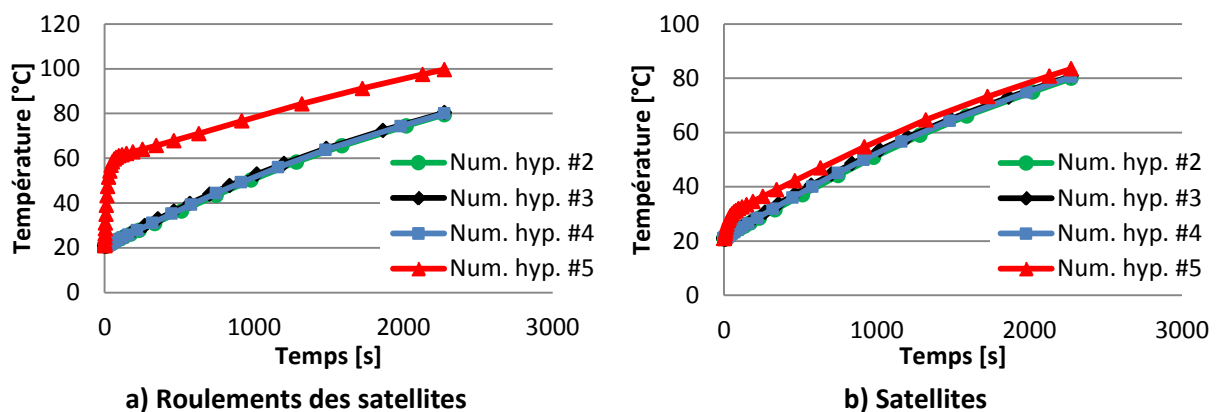 120
100
80
60
40
20
0
0
1000
2000
3000
Température [°C]
Temps [s]
Num. hyp. #2
Num. hyp. #3
Num. hyp. #4
Num. hyp. #5
a) Roulements des satellites
100
80
60
40
20
0
0
1000
2000
3000
Température [°C]
Temps [s]
Num. hyp. #2
Num. hyp. #3
Num. hyp. #4
Num. hyp. #5
b) Satellites